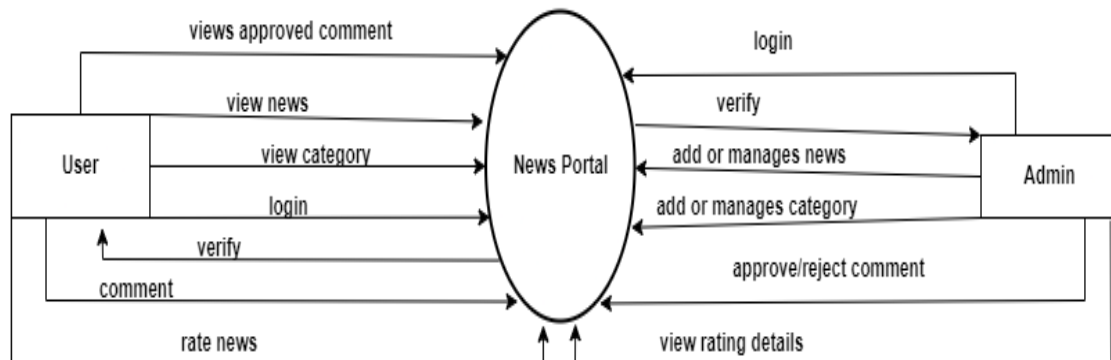 views approved comment
login
view news
verify
User
view category
News Portal
add or manages news
Admin
login
add or manages category
verify
approve/reject comment
comment
rate news
view rating details